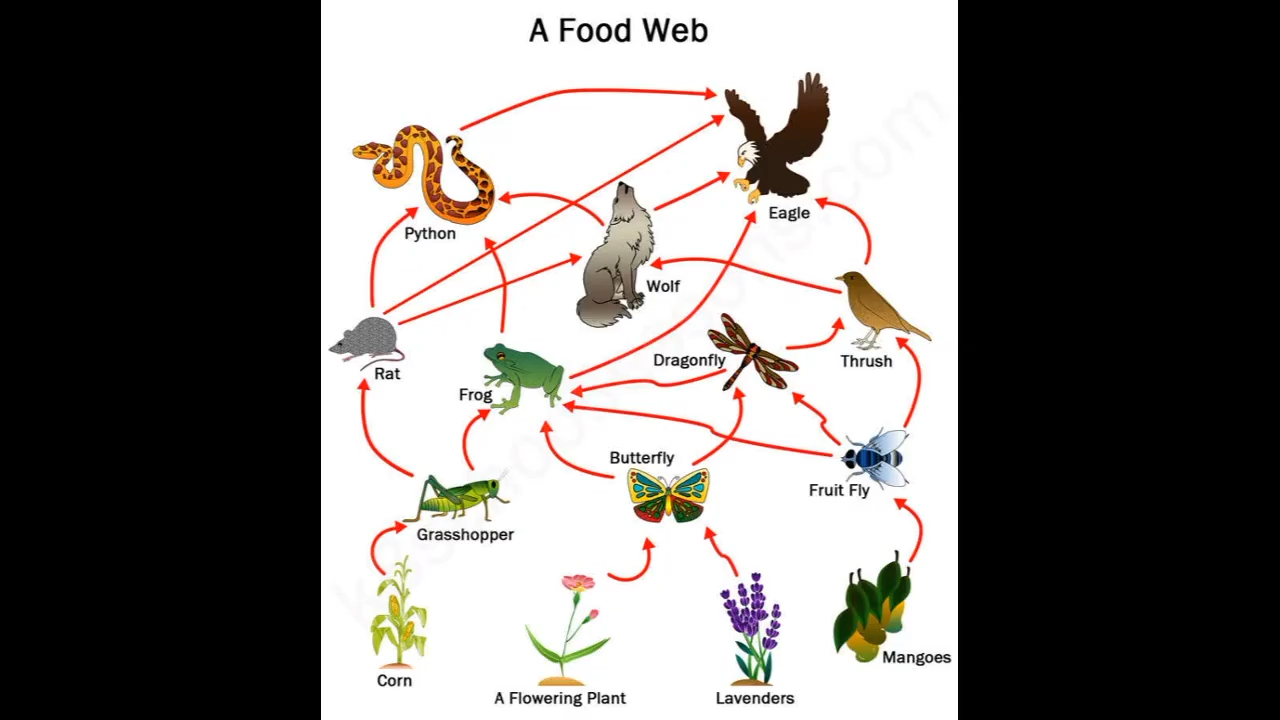 A Food Web
Eagle
Python
Wolf
Dragonfly
Thrush
Rat
Frog
Butterfly
Fruit Fly
Grasshopper
Mangoes
Corn
A Flowering Plant
Lavenders